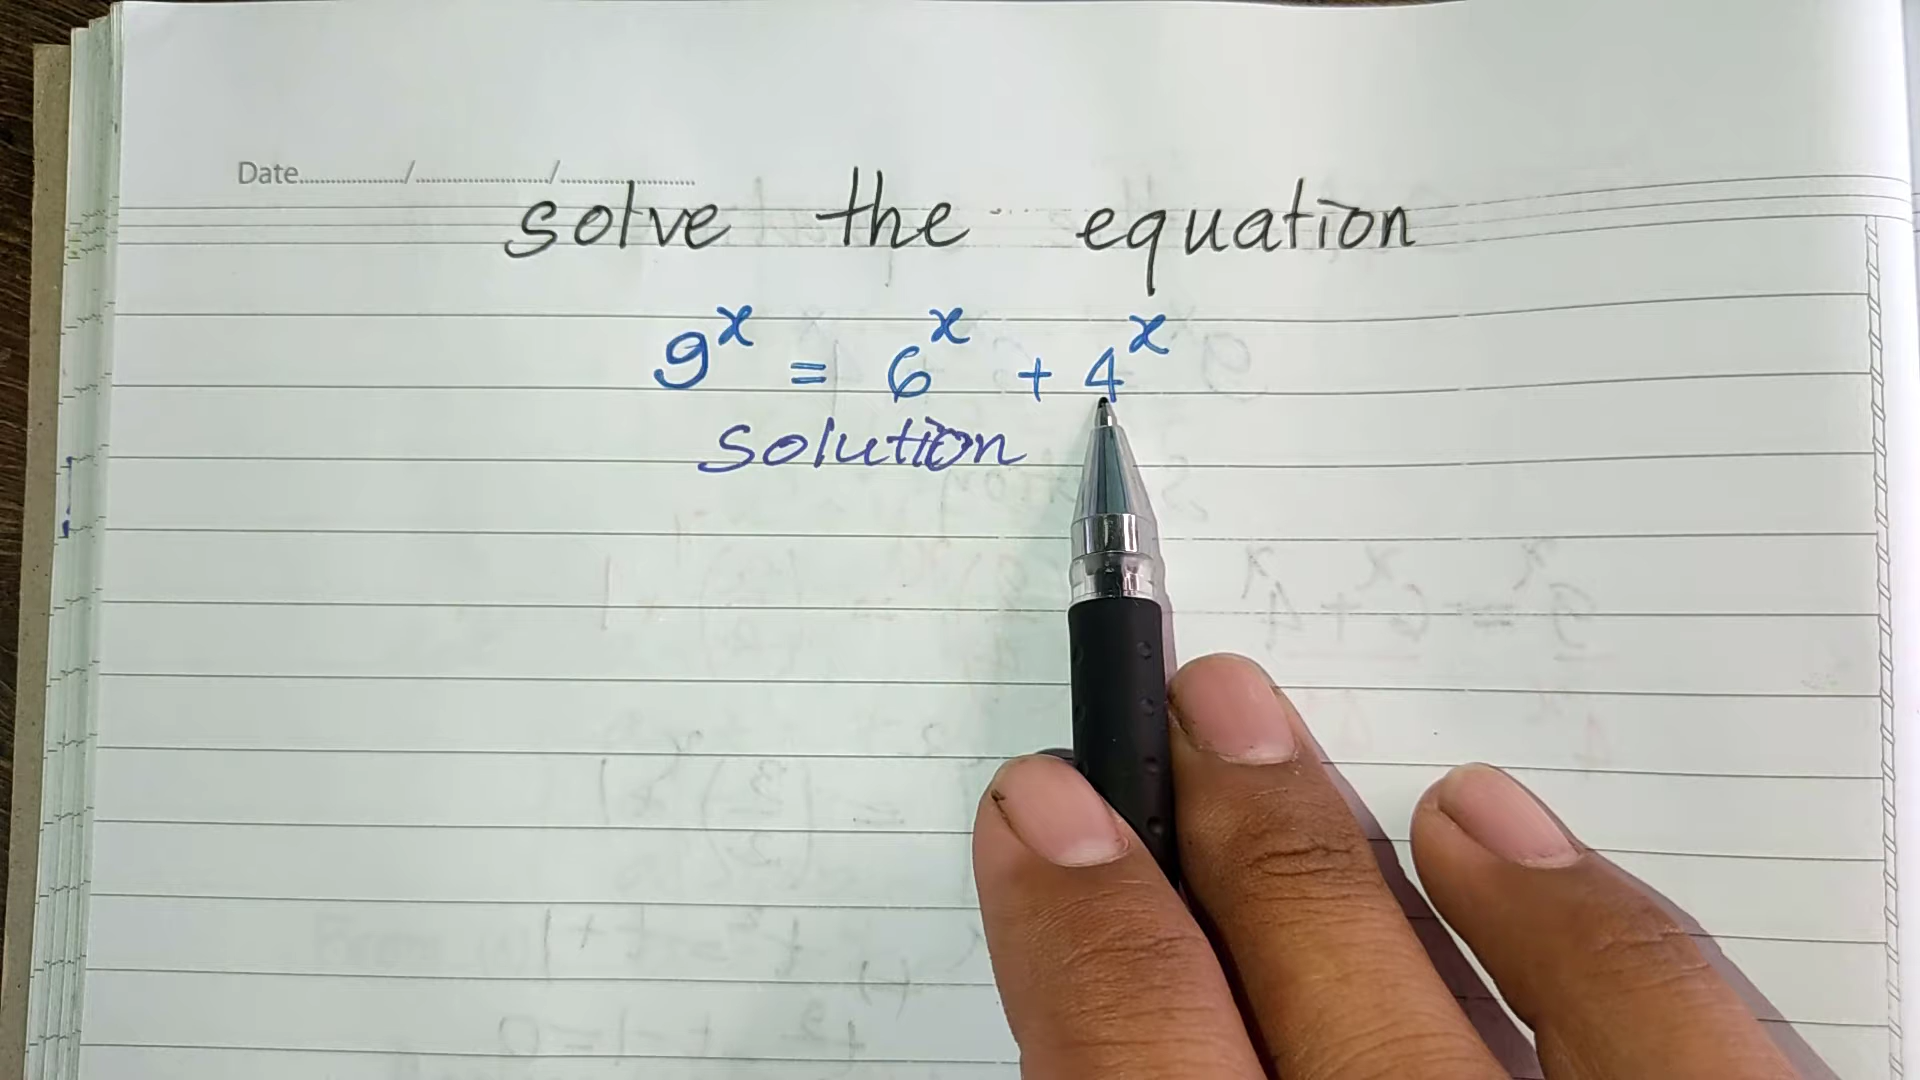 Date................/................/................
solve the equation
9^x = 6^x + 4^x
solution